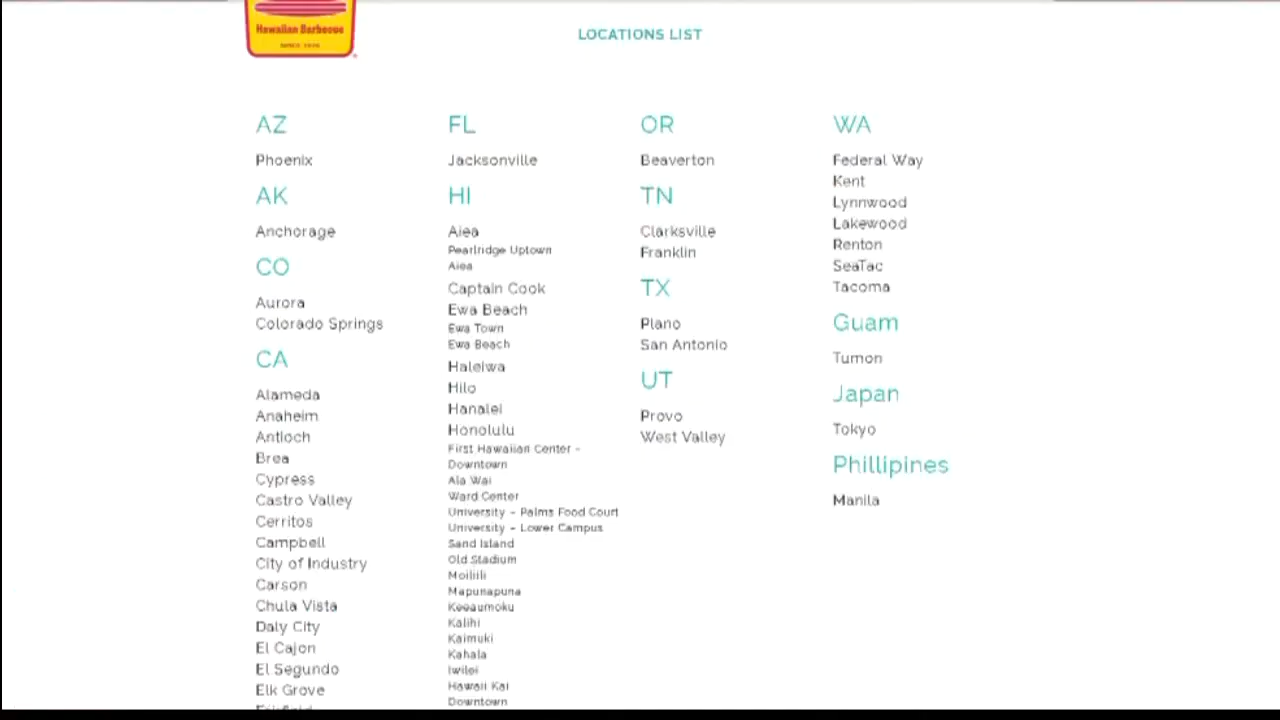 Hawaiian Barbecue
LOCATIONS LIST
AZ
Phoenix
AK
Anchorage
CO
Aurora
Colorado Springs
CA
Alameda
Anaheim
Antioch
Brea
Cypress
Castro Valley
Cerritos
Campbell
City of Industry
Carson
Chula Vista
Daly City
El Cajon
El Segundo
Elk Grove
FL
Jacksonville
HI
Aiea
Pearlridge Uptown
Aiea
Captain Cook
Ewa Beach
Ewa Town
Ewa Beach
Haleiwa
Hilo
Hanalei
Honolulu
First Hawaiian Center -
Downtown
Ala Wai
Ward Center
University - Palms Food Court
University - Lower Campus
Sand Island
Old Stadium
Moiliili
Mapunapuna
Keeaumoku
Kalihi
Kaimuki
Kahala
Iwilei
Hawaii Kai
Downtown
OR
Beaverton
TN
Clarksville
Franklin
TX
Plano
San Antonio
UT
Provo
West Valley
WA
Federal Way
Kent
Lynnwood
Lakewood
Renton
SeaTac
Tacoma
Guam
Tumon
Japan
Tokyo
Phillipines
Manila